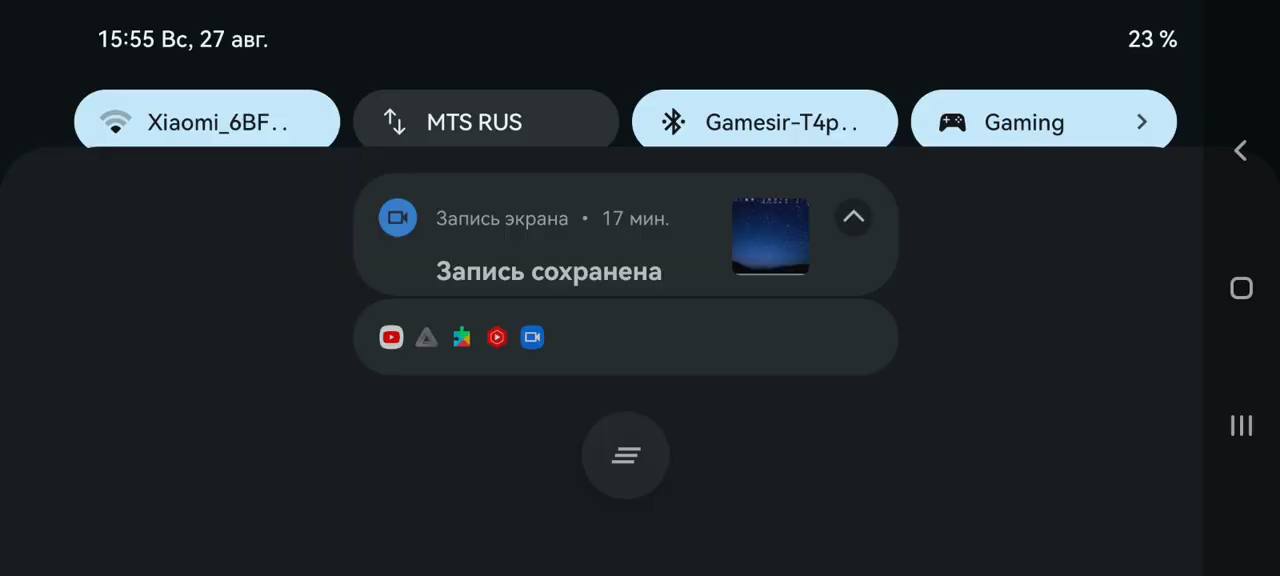 15:55 Вс, 27 авг.
23 %
Xiaomi_6BF..
MTS RUS
Gamesir-T4p..
Gaming
Запись экрана • 17 мин.
Запись сохранена